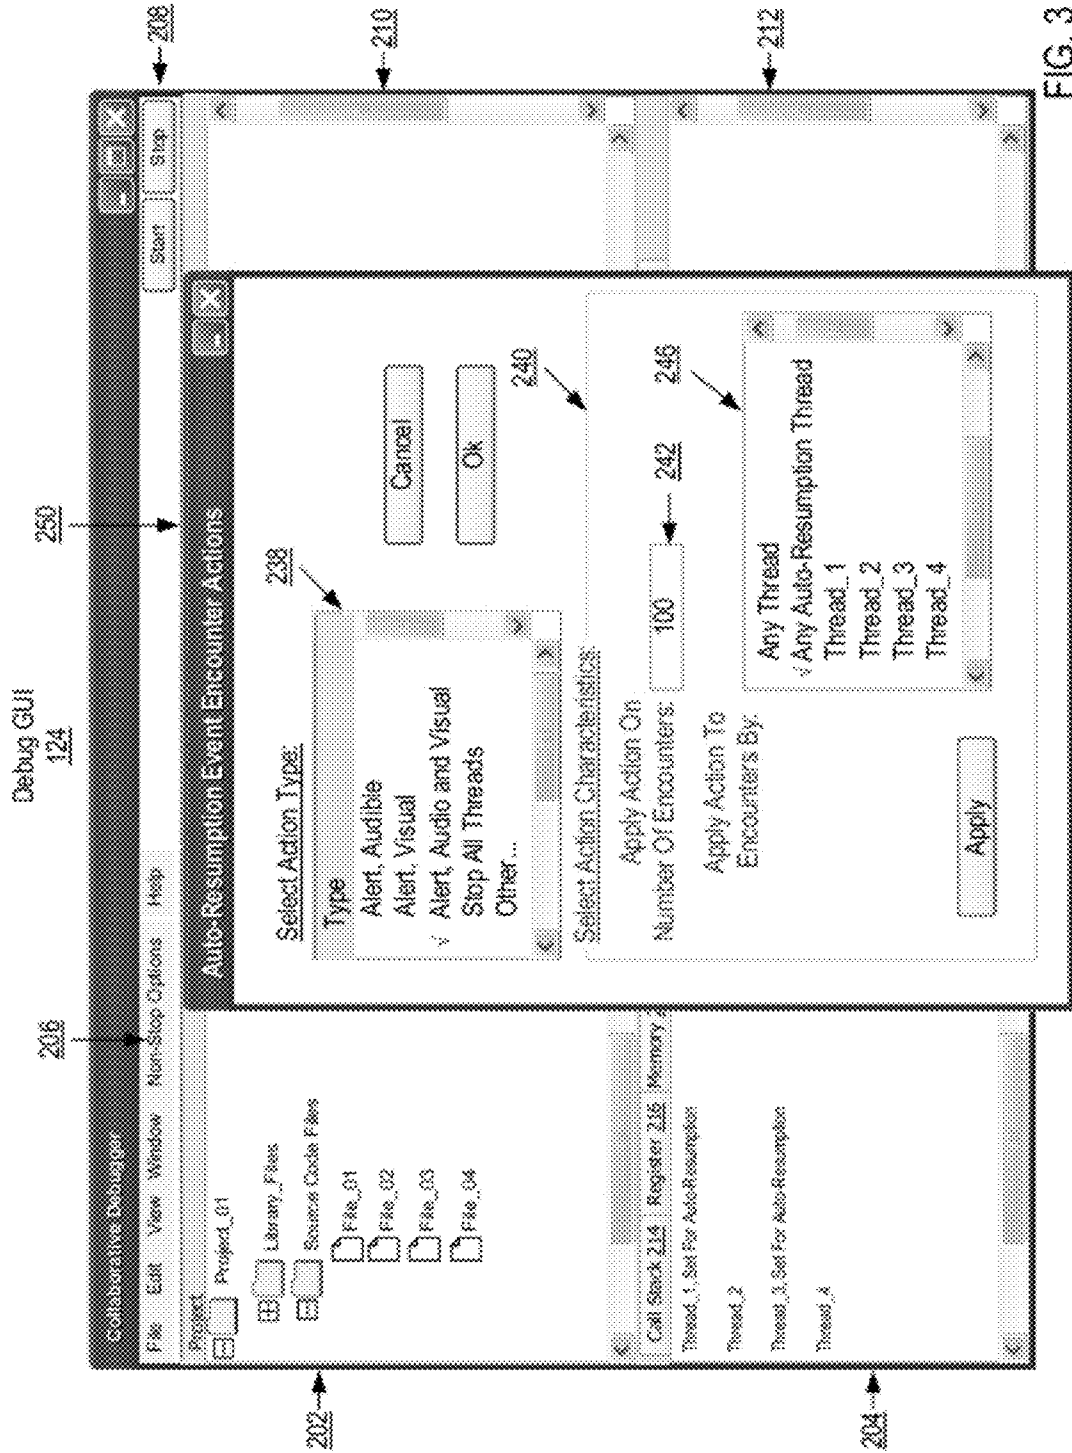 Debug GUI
124
206
250
208
Collaborative Debugger
File Edit View Window Non-Stop Options Help
Start Stop
Project
Project_01
Library_Files
Source Code Files
File_01
File_02
File_03
File_04
202
210
Auto-Resumption Event Encounter Actions
Select Action Type:
238
Type
Alert, Audible
Alert, Visual
√ Alert, Audio and Visual
Stop All Threads
Other...
Cancel
Ok
240
Select Action Characteristics:
Apply Action On
Number Of Encounters:
100
242
Apply Action To
Encounters By:
246
Any Thread
√ Any Auto-Resumption Thread
Thread_1
Thread_2
Thread_3
Thread_4
Apply
Call Stack 214 Register 216 Memory
Thread_1, Set For Auto-Resumption
Thread_2
Thread_3, Set For Auto-Resumption
Thread_4
204
212
FIG. 3